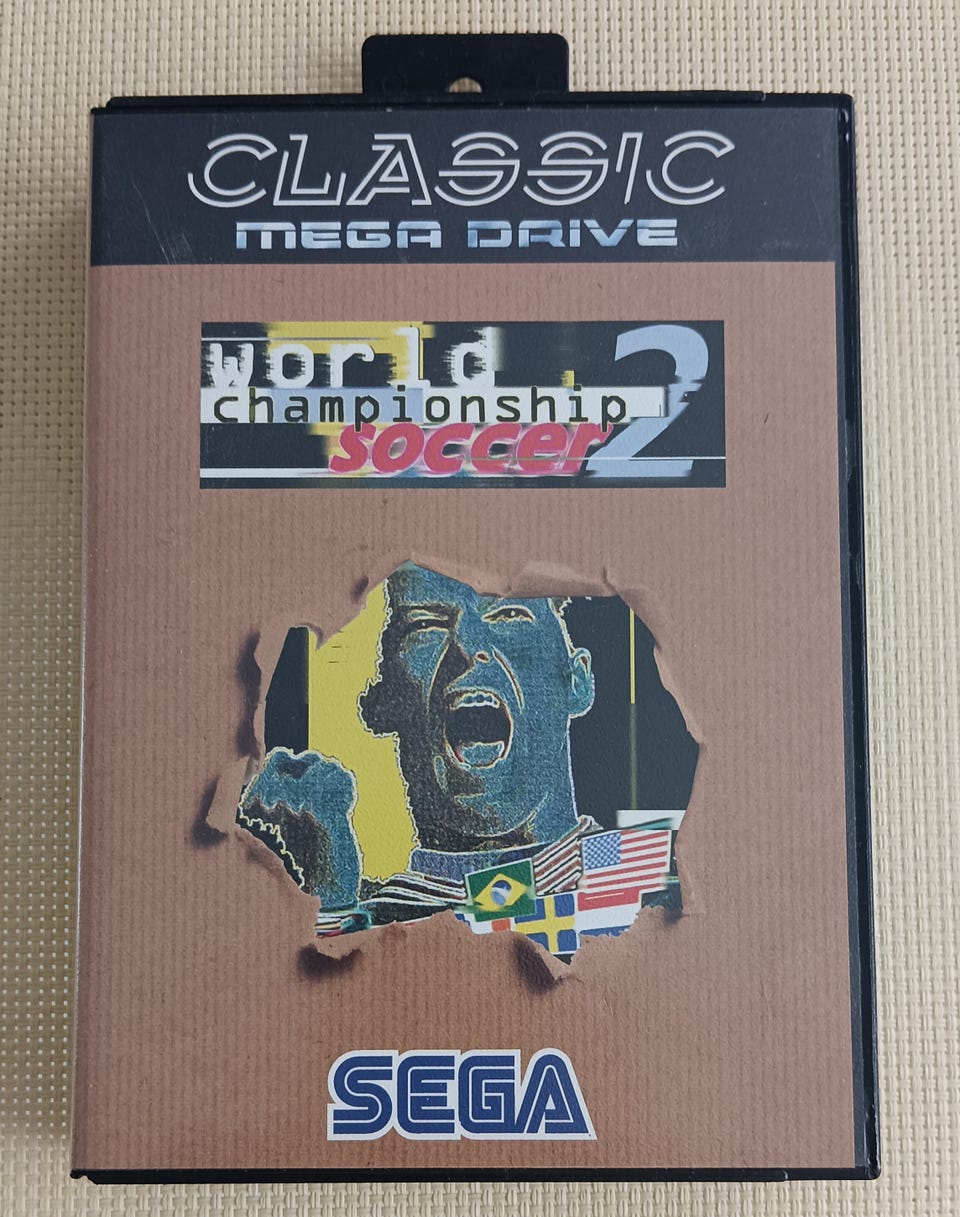 CLASSIC
MEGA DRIVE
world
championship
soccer 2
SEGA